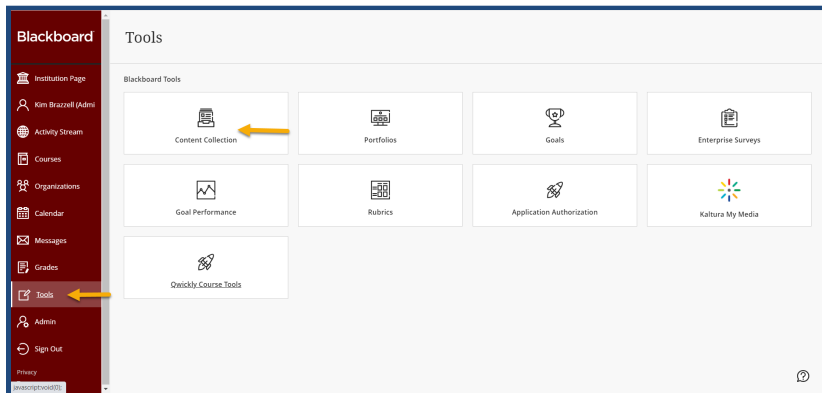 Blackboard
Institution Page
Kim Brazzell (Admi
Activity Stream
Courses
Organizations
Calendar
Messages
Grades
Tools
Admin
Sign Out
Privacy
javascript:void(0);
Tools
Blackboard Tools
Content Collection
Portfolios
Goals
Enterprise Surveys
Goal Performance
Rubrics
Application Authorization
Kaltura My Media
Qwickly Course Tools